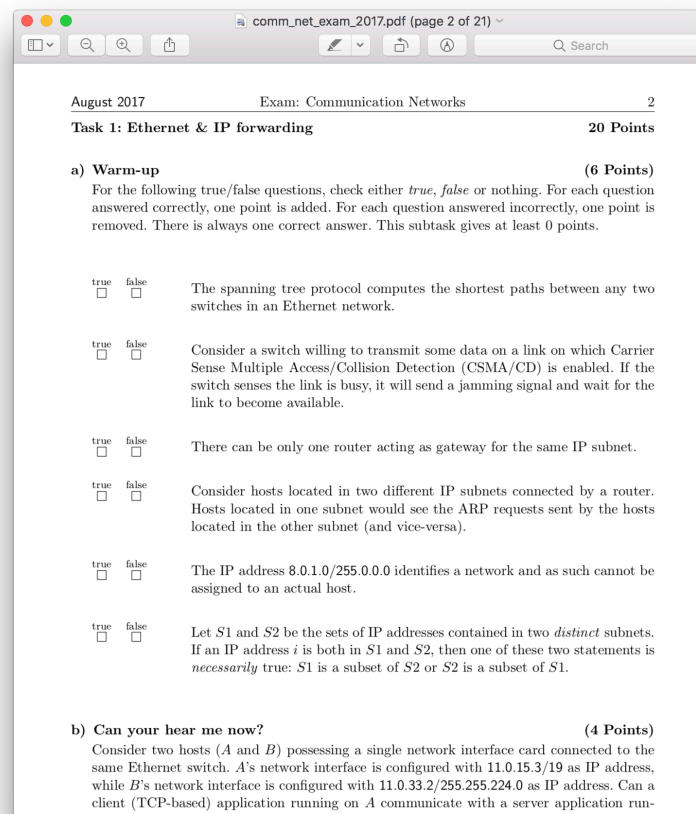 comm_net_exam_2017.pdf (page 2 of 21)
Search
August 2017 Exam: Communication Networks 2
Task 1: Ethernet & IP forwarding 20 Points
a) Warm-up (6 Points)
For the following true/false questions, check either true, false or nothing. For each question
answered correctly, one point is added. For each question answered incorrectly, one point is
removed. There is always one correct answer. This subtask gives at least 0 points.
true false
The spanning tree protocol computes the shortest paths between any two
switches in an Ethernet network.
true false
Consider a switch willing to transmit some data on a link on which Carrier
Sense Multiple Access/Collision Detection (CSMA/CD) is enabled. If the
switch senses the link is busy, it will send a jamming signal and wait for the
link to become available.
true false
There can be only one router acting as gateway for the same IP subnet.
true false
Consider hosts located in two different IP subnets connected by a router.
Hosts located in one subnet would see the ARP requests sent by the hosts
located in the other subnet (and vice-versa).
true false
The IP address 8.0.1.0/255.0.0.0 identifies a network and as such cannot be
assigned to an actual host.
true false
Let S1 and S2 be the sets of IP addresses contained in two distinct subnets.
If an IP address i is both in S1 and S2, then one of these two statements is
necessarily true: S1 is a subset of S2 or S2 is a subset of S1.
b) Can your hear me now? (4 Points)
Consider two hosts (A and B) possessing a single network interface card connected to the
same Ethernet switch. A's network interface is configured with 11.0.15.3/19 as IP address,
while B's network interface is configured with 11.0.33.2/255.255.224.0 as IP address. Can a
client (TCP-based) application running on A communicate with a server application run-